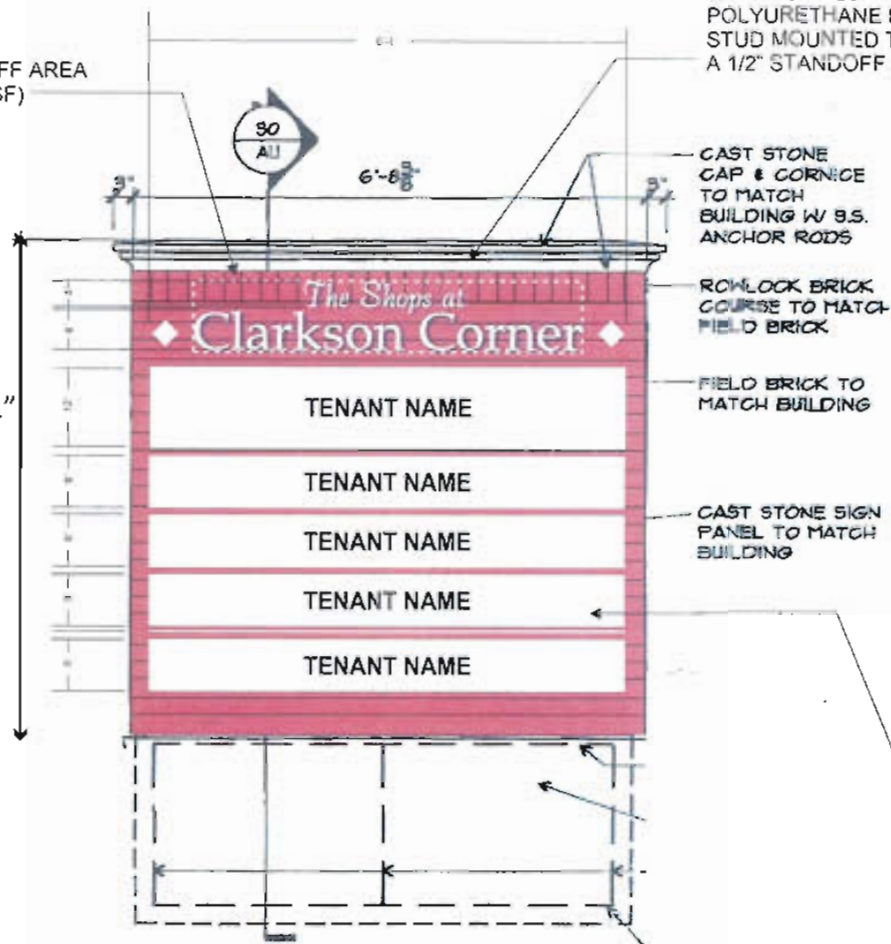 POLYURETHANE
STUD MOUNTED
A 1/2" STANDOFF
FF AREA
SF)
30
A11
3"
6'-8 5/8"
3"
CAST STONE
CAP & CORNICE
TO MATCH
BUILDING W/ S.S.
ANCHOR RODS
ROWLOCK BRICK
COURSE TO MATCH
FIELD BRICK
FIELD BRICK TO
MATCH BUILDING
CAST STONE SIGN
PANEL TO MATCH
BUILDING
The Shops at
Clarkson Corner
TENANT NAME
TENANT NAME
TENANT NAME
TENANT NAME
TENANT NAME